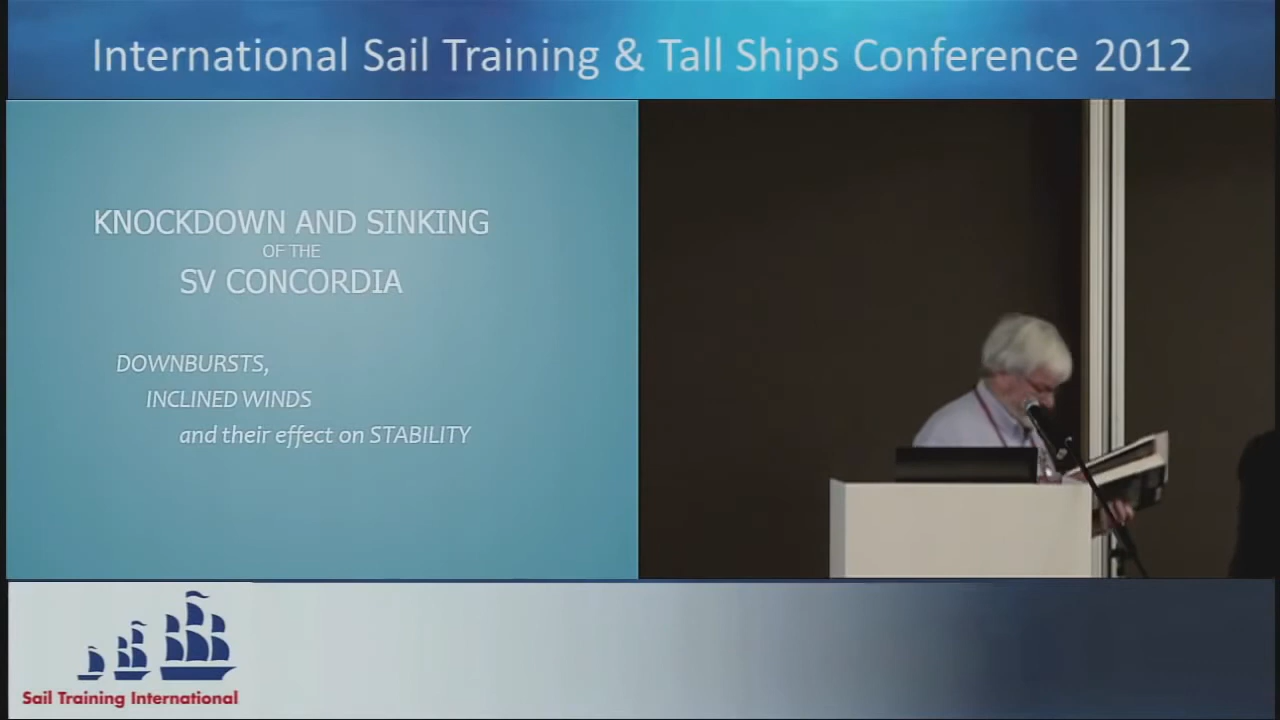 International Sail Training & Tall Ships Conference 2012
KNOCKDOWN AND SINKING
OF THE
SV CONCORDIA
DOWNBURSTS,
INCLINED WINDS
and their effect on STABILITY
Sail Training International